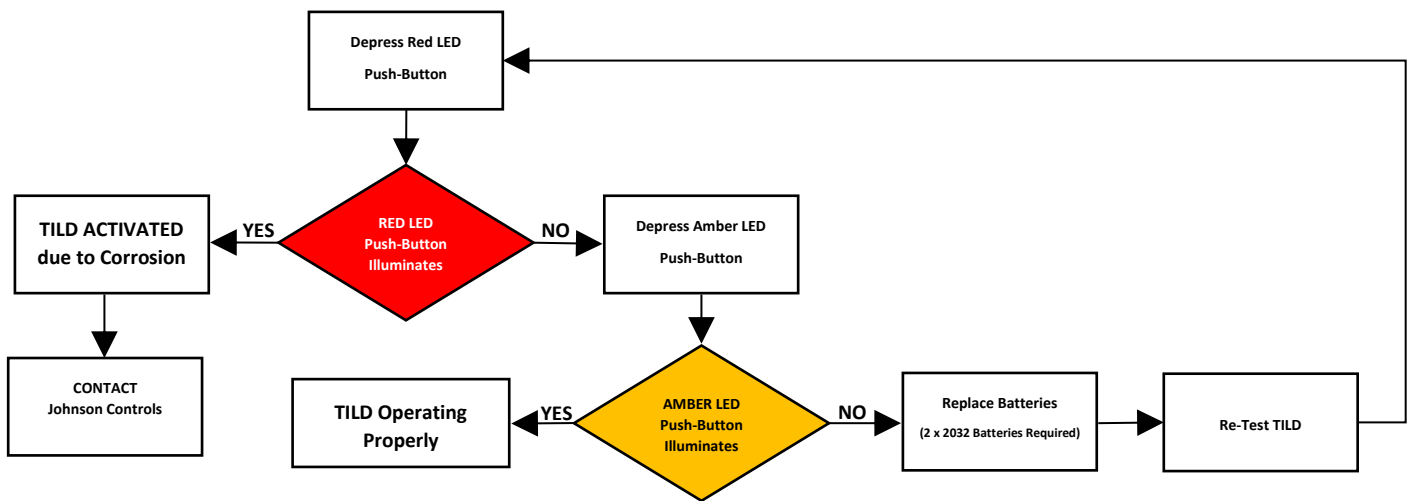 Depress Red LED
Push-Button
RED LED
Push-Button
Illuminates
YES
NO
TILD ACTIVATED
due to Corrosion
CONTACT
Johnson Controls
Depress Amber LED
Push-Button
AMBER LED
Push-Button
Illuminates
YES
NO
TILD Operating
Properly
Replace Batteries
(2 x 2032 Batteries Required)
Re-Test TILD